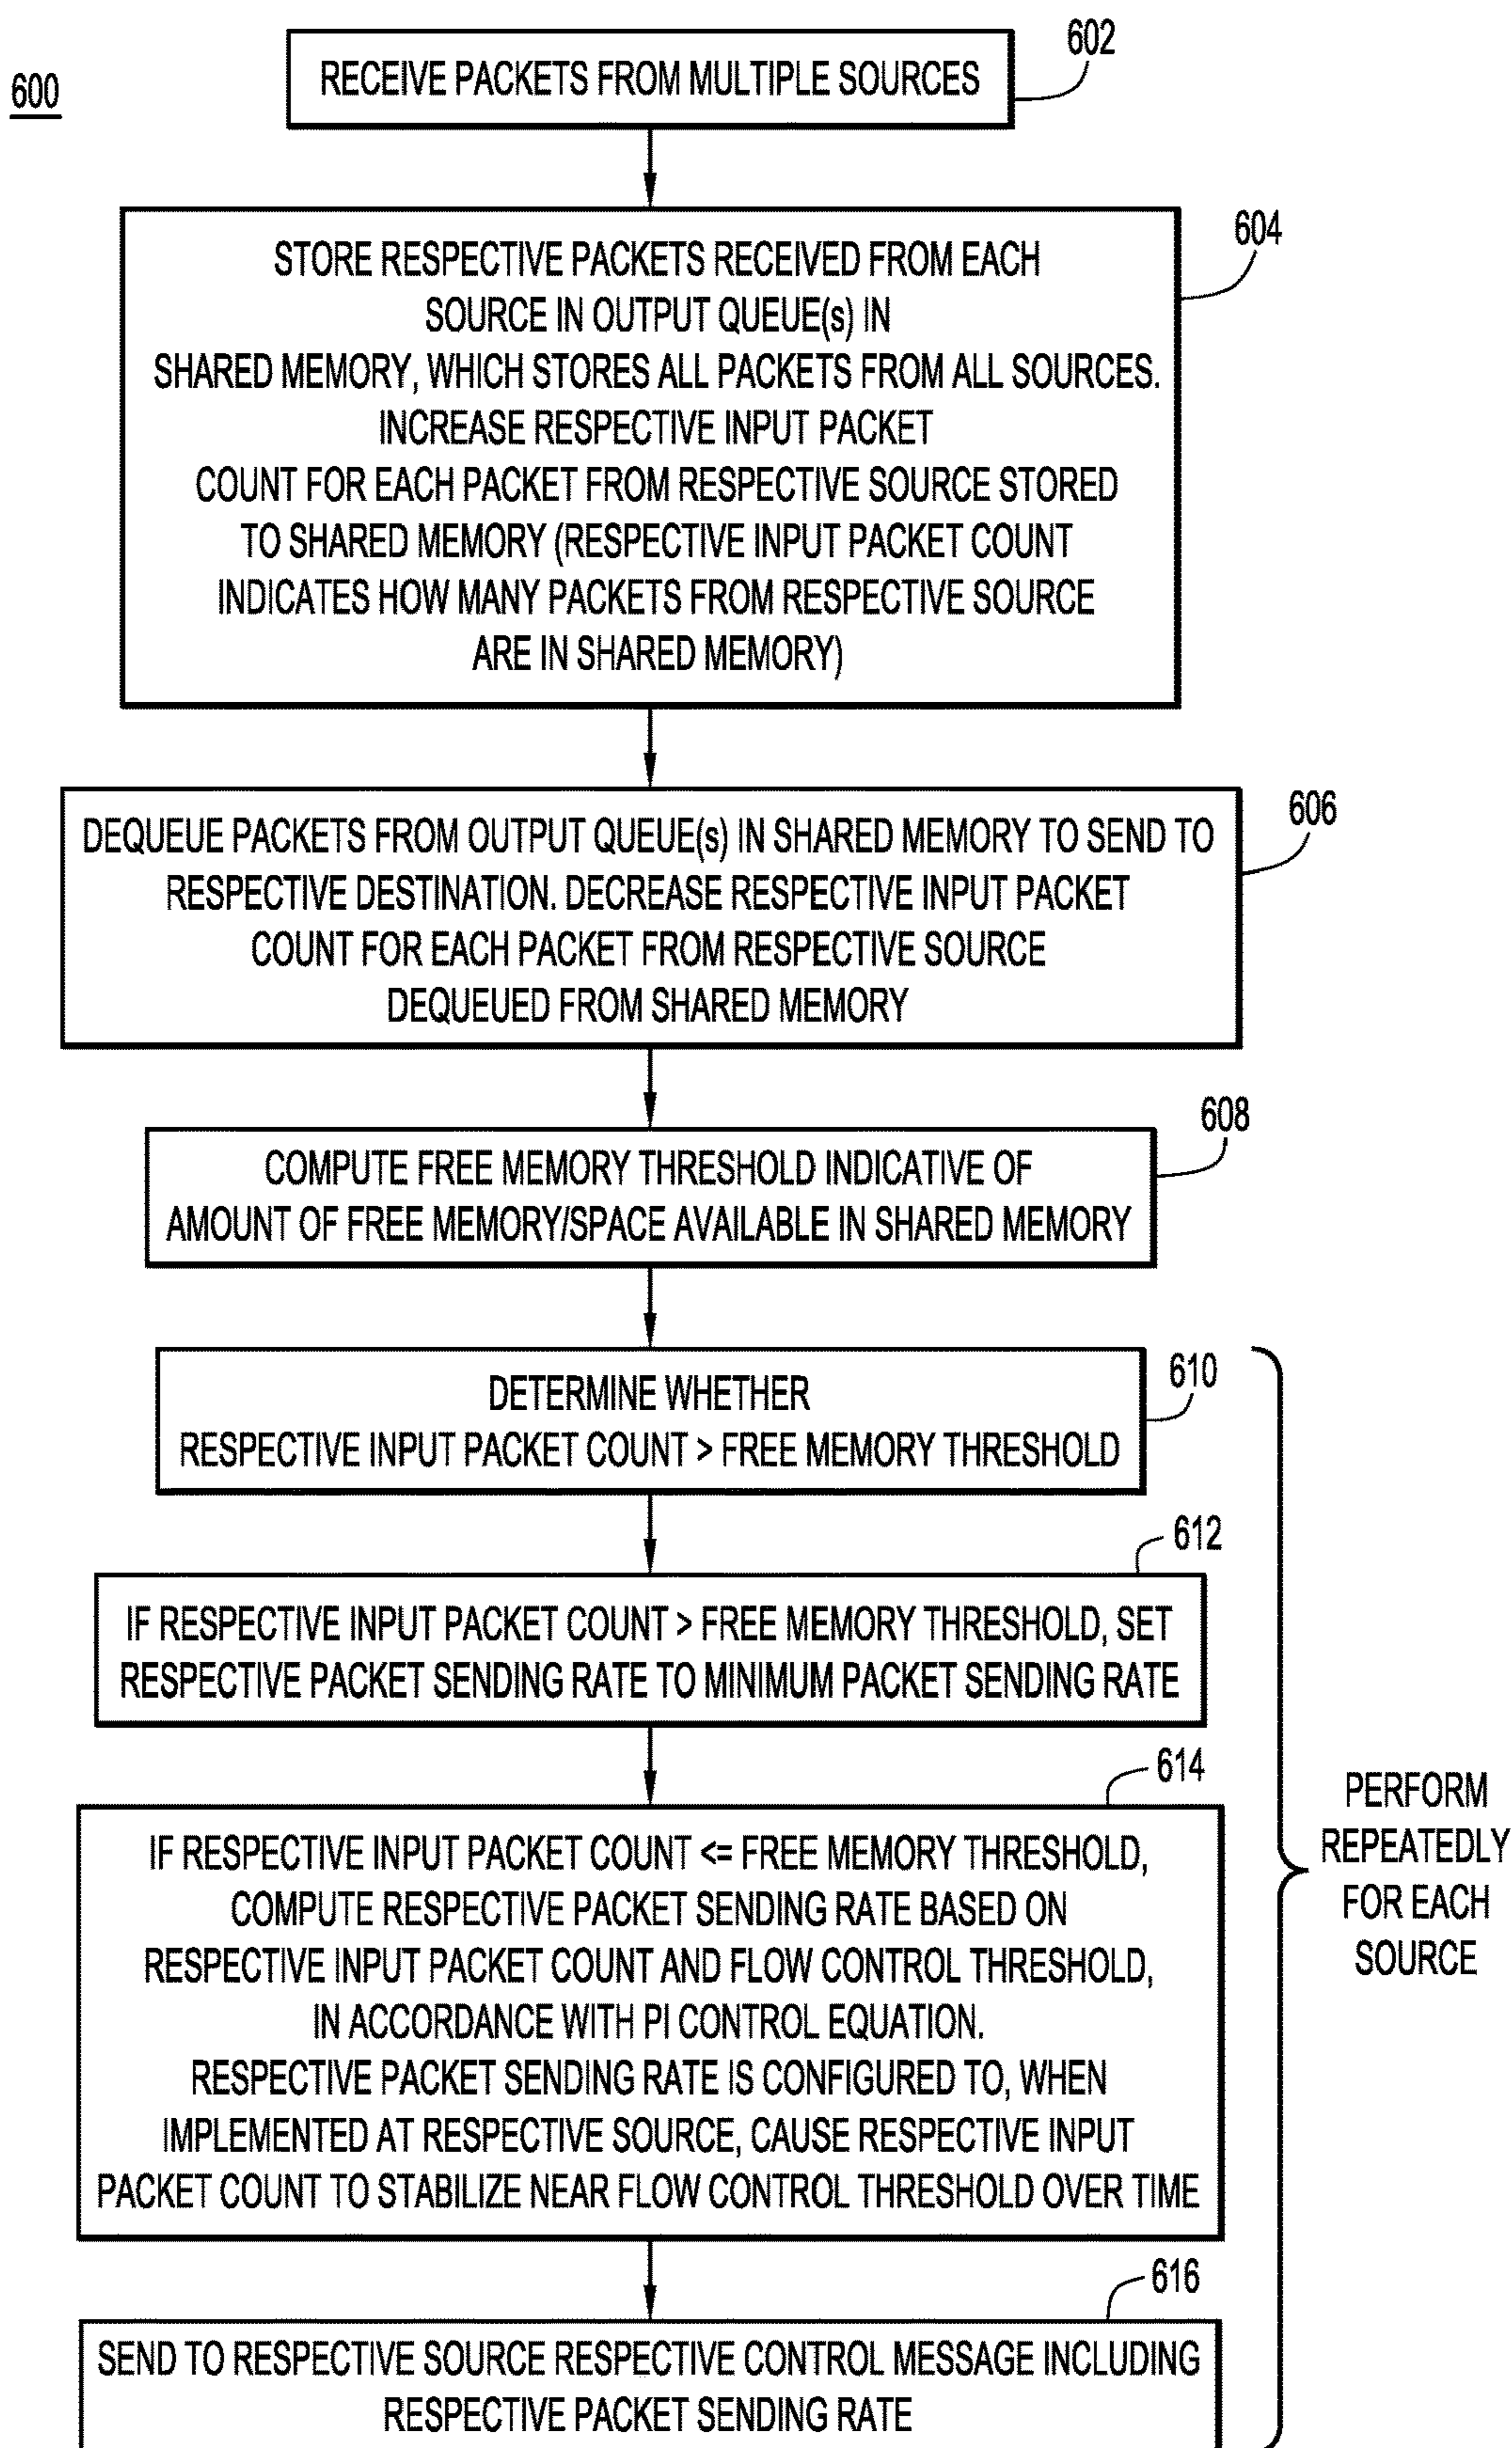 600
602
RECEIVE PACKETS FROM MULTIPLE SOURCES
604
STORE RESPECTIVE PACKETS RECEIVED FROM EACH
SOURCE IN OUTPUT QUEUE(s) IN
SHARED MEMORY, WHICH STORES ALL PACKETS FROM ALL SOURCES.
INCREASE RESPECTIVE INPUT PACKET
COUNT FOR EACH PACKET FROM RESPECTIVE SOURCE STORED
TO SHARED MEMORY (RESPECTIVE INPUT PACKET COUNT
INDICATES HOW MANY PACKETS FROM RESPECTIVE SOURCE
ARE IN SHARED MEMORY)
606
DEQUEUE PACKETS FROM OUTPUT QUEUE(s) IN SHARED MEMORY TO SEND TO
RESPECTIVE DESTINATION. DECREASE RESPECTIVE INPUT PACKET
COUNT FOR EACH PACKET FROM RESPECTIVE SOURCE
DEQUEUED FROM SHARED MEMORY
608
COMPUTE FREE MEMORY THRESHOLD INDICATIVE OF
AMOUNT OF FREE MEMORY/SPACE AVAILABLE IN SHARED MEMORY
610
DETERMINE WHETHER
RESPECTIVE INPUT PACKET COUNT > FREE MEMORY THRESHOLD
612
IF RESPECTIVE INPUT PACKET COUNT > FREE MEMORY THRESHOLD, SET
RESPECTIVE PACKET SENDING RATE TO MINIMUM PACKET SENDING RATE
614
IF RESPECTIVE INPUT PACKET COUNT <= FREE MEMORY THRESHOLD,
COMPUTE RESPECTIVE PACKET SENDING RATE BASED ON
RESPECTIVE INPUT PACKET COUNT AND FLOW CONTROL THRESHOLD,
IN ACCORDANCE WITH PI CONTROL EQUATION.
RESPECTIVE PACKET SENDING RATE IS CONFIGURED TO, WHEN
IMPLEMENTED AT RESPECTIVE SOURCE, CAUSE RESPECTIVE INPUT
PACKET COUNT TO STABILIZE NEAR FLOW CONTROL THRESHOLD OVER TIME
616
SEND TO RESPECTIVE SOURCE RESPECTIVE CONTROL MESSAGE INCLUDING
RESPECTIVE PACKET SENDING RATE
PERFORM
REPEATEDLY
FOR EACH
SOURCE